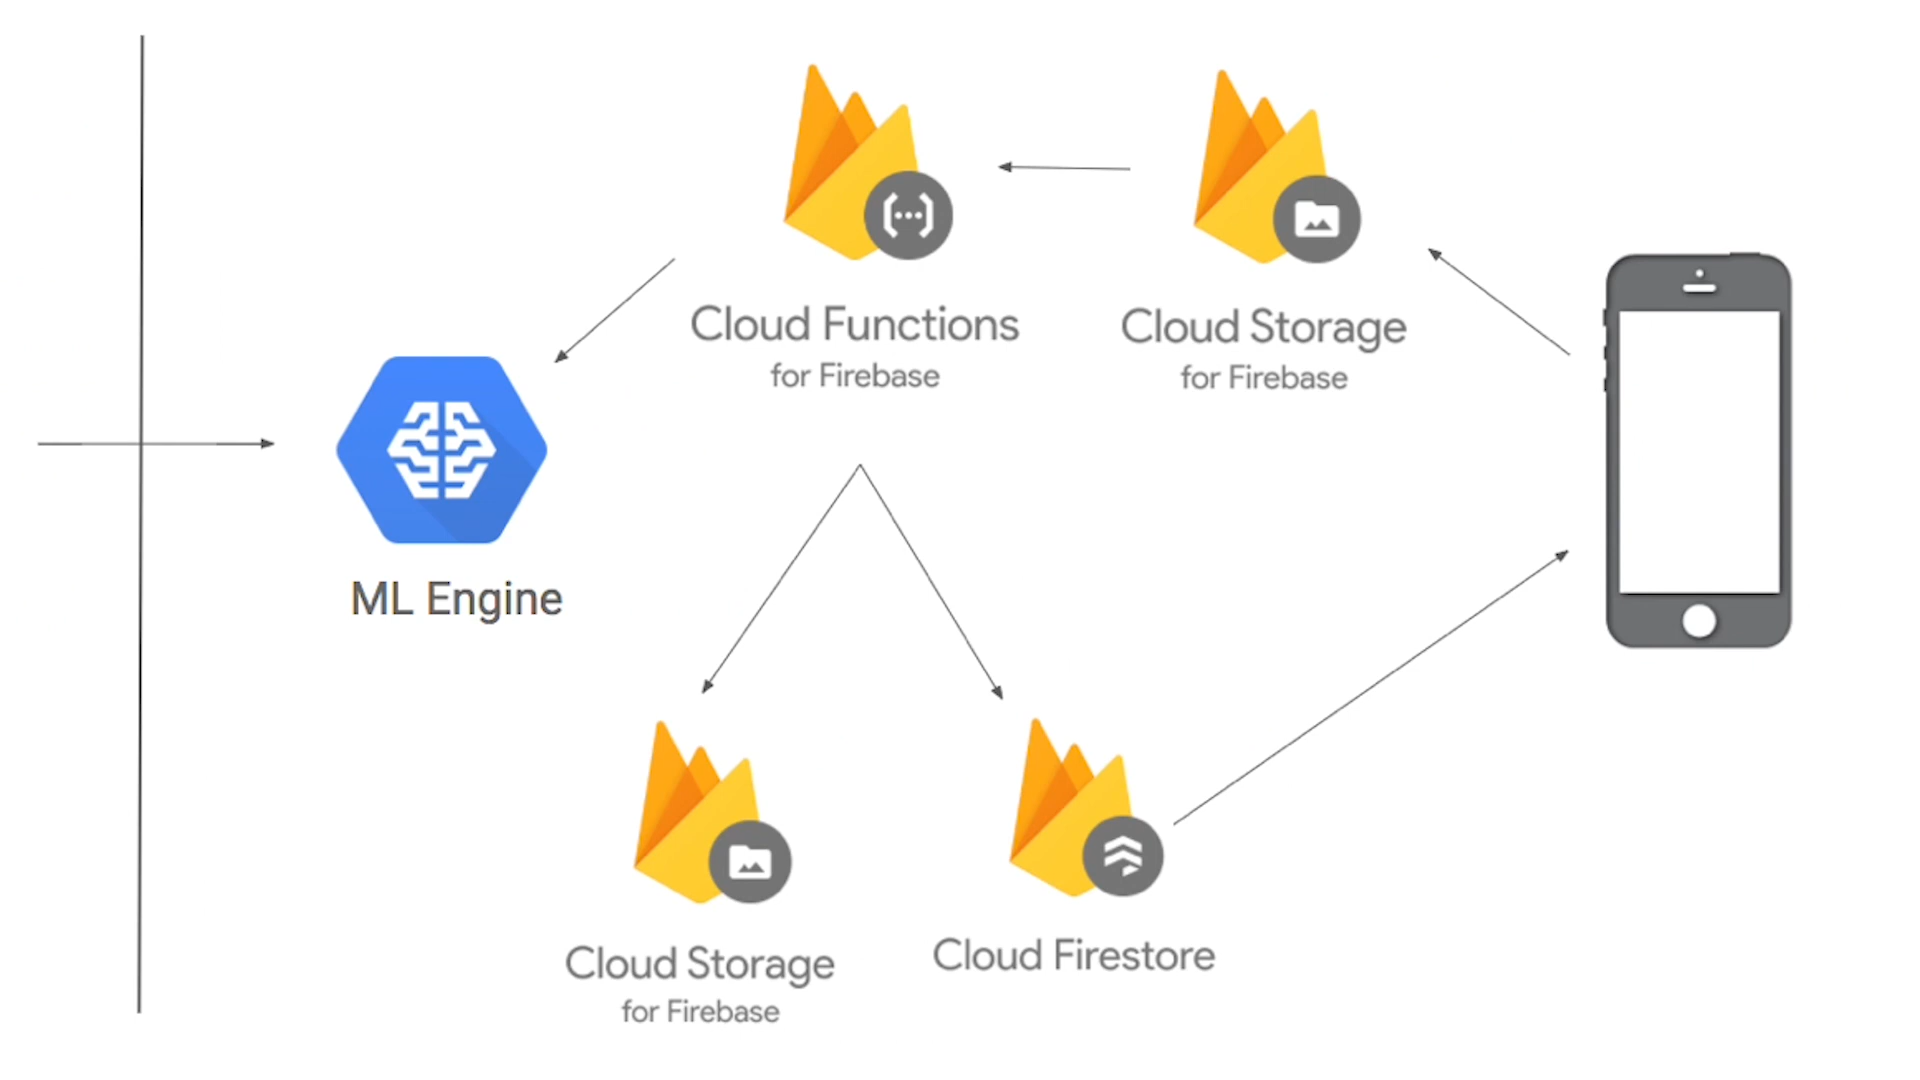 Cloud Functions
for Firebase
Cloud Storage
for Firebase
ML Engine
Cloud Storage
for Firebase
Cloud Firestore